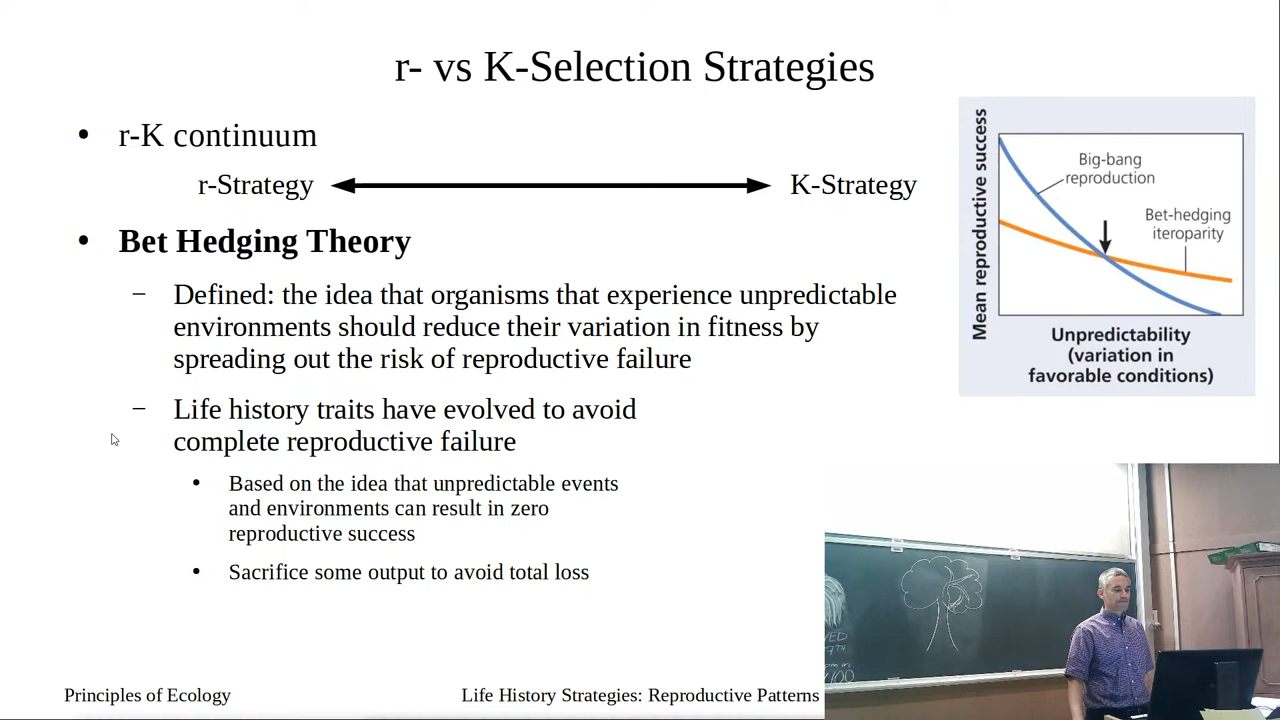 r- vs K-Selection Strategies
• r-K continuum
r-Strategy
K-Strategy
• Bet Hedging Theory
– Defined: the idea that organisms that experience unpredictable
environments should reduce their variation in fitness by
spreading out the risk of reproductive failure
– Life history traits have evolved to avoid
complete reproductive failure
• Based on the idea that unpredictable events
and environments can result in zero
reproductive success
• Sacrifice some output to avoid total loss
Mean reproductive success
Big-bang
reproduction
Bet-hedging
iteroparity
Unpredictability
(variation in
favorable conditions)
Principles of Ecology
Life History Strategies: Reproductive Patterns